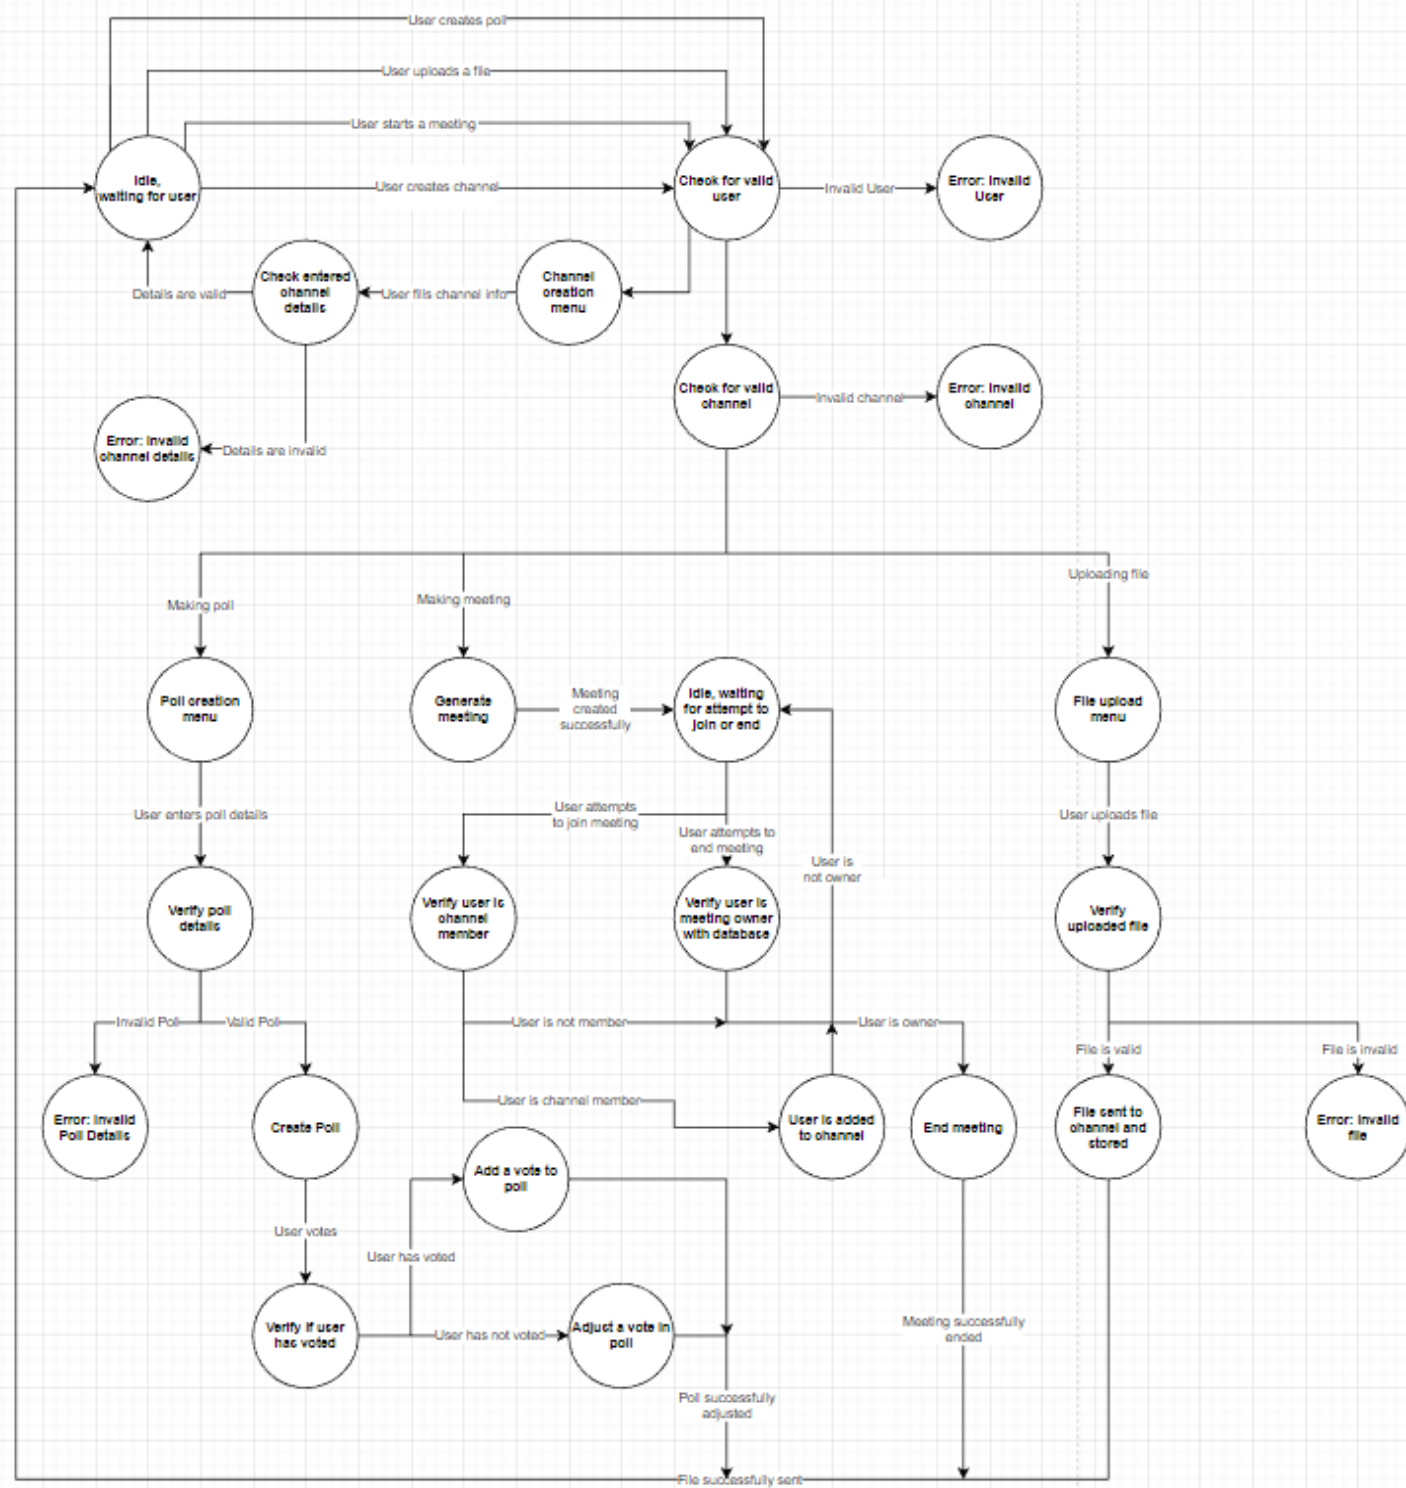 User creates poll
User uploads a file
User starts a meeting
Idle,
waiting for user
User creates channel
Check for valid
user
Invalid User
Error: Invalid
User
Details are valid
Check entered
channel
details
User fills channel info
Channel
creation
menu
Check for valid
channel
Invalid channel
Error: Invalid
channel
Error: Invalid
channel details
Details are invalid
Making poll
Making meeting
Uploading file
Poll creation
menu
Generate
meeting
Meeting
created
successfully
Idle, waiting
for attempt to
join or end
File upload
menu
User enters poll details
User attempts
to join meeting
User attempts to
end meeting
User is
not owner
User uploads file
Verify poll
details
Verify user is
channel
member
Verify user is
meeting owner
with database
Verify
uploaded file
Invalid Poll
Valid Poll
User is not member
User is owner
File is valid
File is invalid
Error: Invalid
Poll Details
Create Poll
User is channel member
User is added
to channel
End meeting
File sent to
channel and
stored
Error: Invalid
file
Add a vote to
poll
User votes
User has voted
Verify if user
has voted
User has not voted
Adjust a vote in
poll
Meeting successfully
ended
Poll successfully
adjusted
File successfully sent